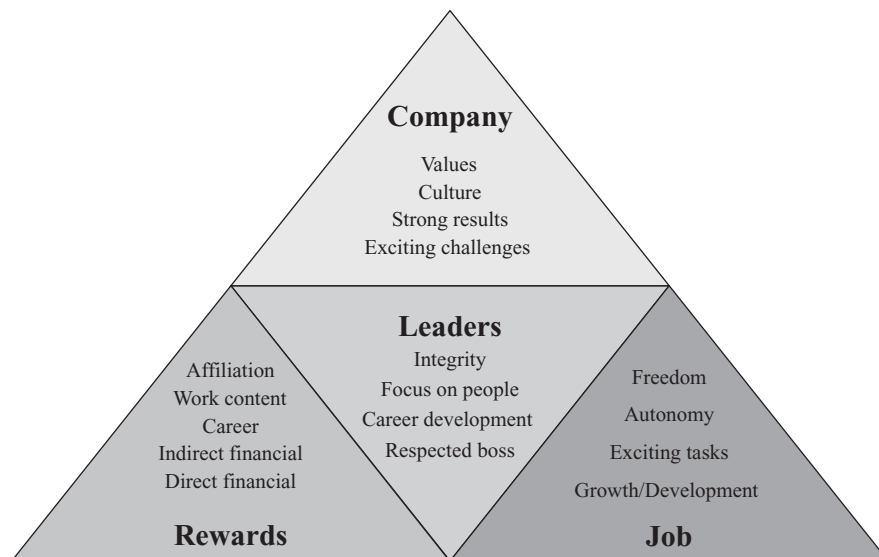 Company
Values
Culture
Strong results
Exciting challenges
Leaders
Integrity
Focus on people
Career development
Respected boss
Affiliation
Work content
Career
Indirect financial
Direct financial
Rewards
Freedom
Autonomy
Exciting tasks
Growth/Development
Job